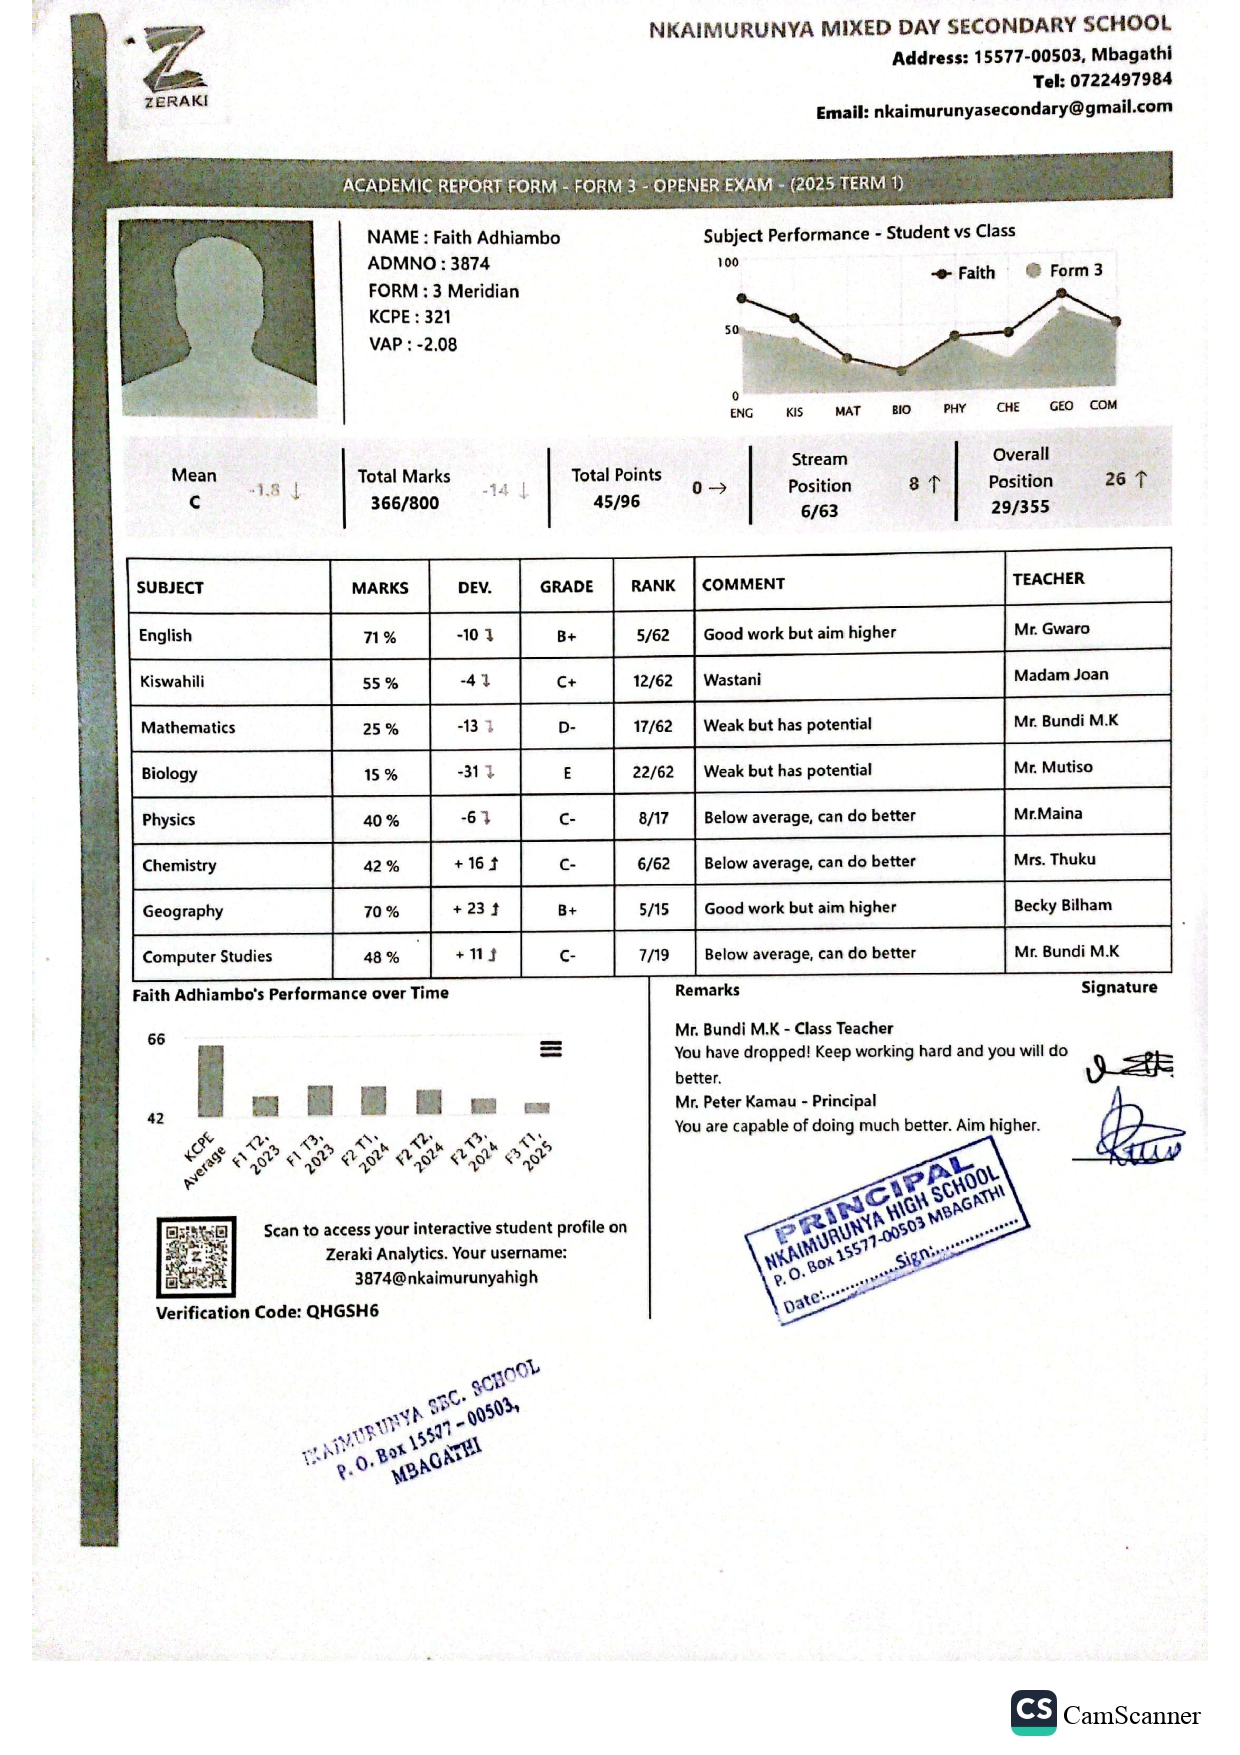 ZERAKI
NKAIMURUNYA MIXED DAY SECONDARY SCHOOL
Address: 15577-00503, Mbagathi
Tel: 0722497984
Email: nkaimurunyasecondary@gmail.com
ACADEMIC REPORT FORM - FORM 3 - OPENER EXAM - (2025 TERM 1)
NAME : Faith Adhiambo
ADMNO : 3874
FORM : 3 Meridian
KCPE : 321
VAP : -2.08
Subject Performance - Student vs Class
Faith Form 3
100
50
0
ENG KIS MAT BIO PHY CHE GEO COM
Mean
C
-1.8 ↓
Total Marks
366/800
-14 ↓
Total Points
45/96
0 →
Stream
Position
6/63
8 ↑
Overall
Position
29/355
26 ↑
SUBJECT MARKS DEV. GRADE RANK COMMENT TEACHER
English 71 % -10 B+ 5/62 Good work but aim higher Mr. Gwaro
Kiswahili 55 % -4 C+ 12/62 Wastani Madam Joan
Mathematics 25 % -13 D- 17/62 Weak but has potential Mr. Bundi M.K
Biology 15 % -31 E 22/62 Weak but has potential Mr. Mutiso
Physics 40 % -6 C- 8/17 Below average, can do better Mr.Maina
Chemistry 42 % + 16 C- 6/62 Below average, can do better Mrs. Thuku
Geography 70 % + 23 B+ 5/15 Good work but aim higher Becky Bilham
Computer Studies 48 % + 11 C- 7/19 Below average, can do better Mr. Bundi M.K
Faith Adhiambo's Performance over Time
66
42
KCPE Average
F1 T2, 2023
F1 T3, 2023
F2 T1, 2024
F2 T2, 2024
F2 T3, 2024
F3 T1, 2025
Scan to access your interactive student profile on
Zeraki Analytics. Your username:
3874@nkaimurunyahigh
Verification Code: QHGSH6
Remarks Signature
Mr. Bundi M.K - Class Teacher
You have dropped! Keep working hard and you will do
better.
Mr. Peter Kamau - Principal
You are capable of doing much better. Aim higher.
PRINCIPAL
NKAIMURUNYA HIGH SCHOOL
P. O. Box 15577-00503 MBAGATHI
Date:..............Sign:..............
NKAIMURUNYA SEC. SCHOOL
P. O. Box 15577 - 00503,
MBAGATHI
CS CamScanner